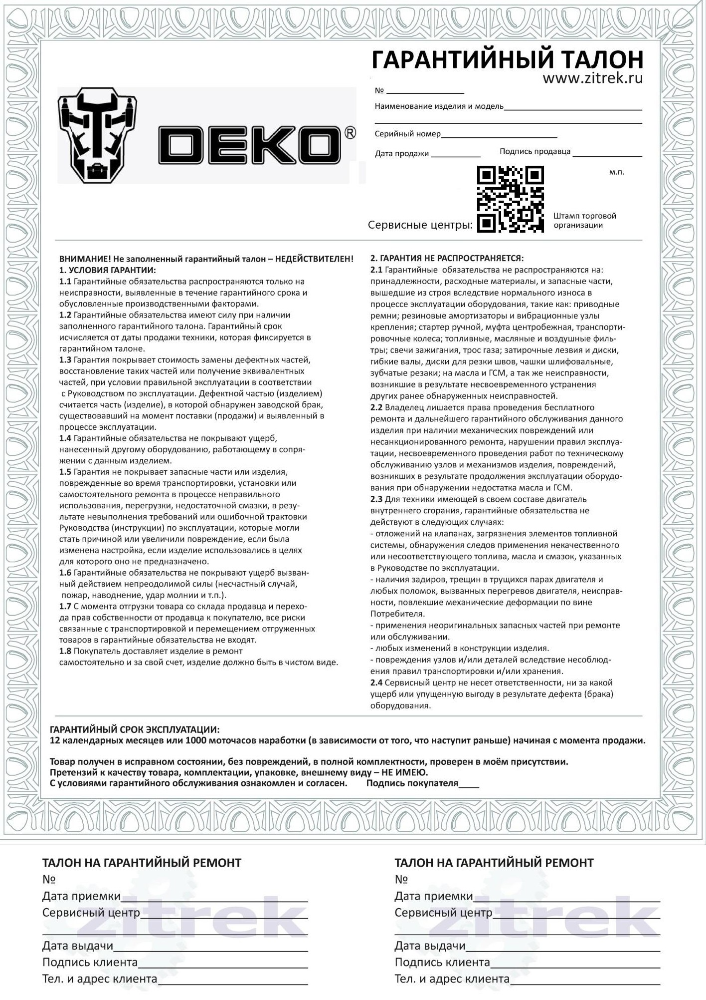 ГАРАНТИЙНЫЙ ТАЛОН
www.zitrek.ru
№
Наименование изделия и модель
Серийный номер
Дата продажи
Подпись продавца
м.п.
DEKO®
Сервисные центры:
Штамп торговой
организации
ВНИМАНИЕ! Не заполненный гарантийный талон – НЕДЕЙСТВИТЕЛЕН!
1. УСЛОВИЯ ГАРАНТИИ:
1.1 Гарантийные обязательства распространяются только на
неисправности, выявленные в течение гарантийного срока и
обусловленные производственными факторами.
1.2 Гарантийные обязательства имеют силу при наличии
заполненного гарантийного талона. Гарантийный срок
исчисляется от даты продажи техники, которая фиксируется в
гарантийном талоне.
1.3 Гарантия покрывает стоимость замены дефектных частей,
восстановление таких частей или получение эквивалентных
частей, при условии правильной эксплуатации в соответствии
с Руководством по эксплуатации. Дефектной частью (изделием)
считается часть (изделие), в которой обнаружен заводской брак,
существовавший на момент поставки (продажи) и выявленный в
процессе эксплуатации.
1.4 Гарантийные обязательства не покрывают ущерб,
нанесенный другому оборудованию, работающему в сопря-
жении с данным изделием.
1.5 Гарантия не покрывает запасные части или изделия,
поврежденные во время транспортировки, установки или
самостоятельного ремонта в процессе неправильного
использования, перегрузки, недостаточной смазки, в резу-
льтате невыполнения требований или ошибочной трактовки
Руководства (инструкции) по эксплуатации, которые могли
стать причиной или увеличили повреждение, если была
изменена настройка, если изделие использовались в целях
для которого оно не предназначено.
1.6 Гарантийные обязательства не покрывают ущерб вызван-
ный действием непреодолимой силы (несчастный случай,
пожар, наводнение, удар молнии и т.п.).
1.7 С момента отгрузки товара со склада продавца и перехо-
да прав собственности от продавца к покупателю, все риски
связанные с транспортировкой и перемещением отгруженных
товаров в гарантийные обязательства не входят.
1.8 Покупатель доставляет изделие в ремонт
самостоятельно и за свой счет, изделие должно быть в чистом виде.
2. ГАРАНТИЯ НЕ РАСПРОСТРАНЯЕТСЯ:
2.1 Гарантийные обязательства не распространяются на:
принадлежности, расходные материалы, и запасные части,
вышедшие из строя вследствие нормального износа в
процессе эксплуатации оборудования, такие как: приводные
ремни; резиновые амортизаторы и вибрационные узлы
крепления; стартер ручной, муфта центробежная, транспорти-
ровочные колеса; топливные, масляные и воздушные филь-
тры; свечи зажигания, трос газа; затирочные лезвия и диски,
гибкие валы, диски для резки швов, чашки шлифовальные,
зубчатые резаки; на масла и ГСМ, а так же неисправности,
возникшие в результате несвоевременного устранения
других ранее обнаруженных неисправностей.
2.2 Владелец лишается права проведения бесплатного
ремонта и дальнейшего гарантийного обслуживания данного
изделия при наличии механических повреждений или
несанкционированного ремонта, нарушении правил эксплуа-
тации, несвоевременного проведения работ по техническому
обслуживанию узлов и механизмов изделия, повреждений,
возникших в результате продолжения эксплуатации оборудо-
вания при обнаружении недостатка масла и ГСМ.
2.3 Для техники имеющей в своем составе двигатель
внутреннего сгорания, гарантийные обязательства не
действуют в следующих случаях:
- отложений на клапанах, загрязнения элементов топливной
системы, обнаружения следов применения некачественного
или несоответствующего топлива, масла и смазок, указанных
в Руководстве по эксплуатации.
- наличия задиров, трещин в трущихся парах двигателя и
любых поломок, вызванных перегревов двигателя, неисправ-
ности, повлекшие механические деформации по вине
Потребителя.
- применения неоригинальных запасных частей при ремонте
или обслуживании.
- любых изменений в конструкции изделия.
- повреждения узлов и/или деталей вследствие несоблюд-
ения правил транспортировки и/или хранения.
2.4 Сервисный центр не несет ответственности, ни за какой
ущерб или упущенную выгоду в результате дефекта (брака)
оборудования.
ГАРАНТИЙНЫЙ СРОК ЭКСПЛУАТАЦИИ:
12 календарных месяцев или 1000 моточасов наработки (в зависимости от того, что наступит раньше) начиная с момента продажи.
Товар получен в исправном состоянии, без повреждений, в полной комплектности, проверен в моём присутствии.
Претензий к качеству товара, комплектации, упаковке, внешнему виду – НЕ ИМЕЮ.
С условиями гарантийного обслуживания ознакомлен и согласен. Подпись покупателя____
ТАЛОН НА ГАРАНТИЙНЫЙ РЕМОНТ
№
Дата приемки
Сервисный центр
zitrek
Дата выдачи
Подпись клиента
Тел. и адрес клиента
ТАЛОН НА ГАРАНТИЙНЫЙ РЕМОНТ
№
Дата приемки
Сервисный центр
zitrek
Дата выдачи
Подпись клиента
Тел. и адрес клиента